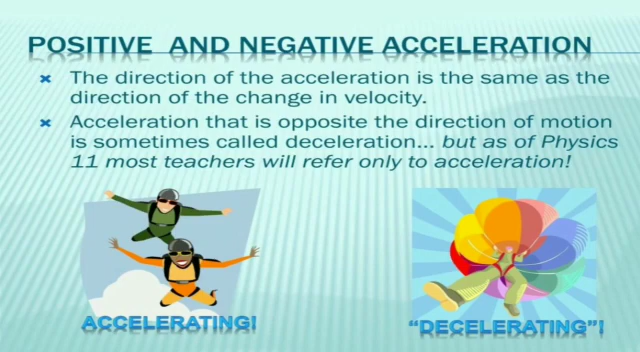 POSITIVE AND NEGATIVE ACCELERATION
× The direction of the acceleration is the same as the
direction of the change in velocity.
× Acceleration that is opposite the direction of motion
is sometimes called deceleration... but as of Physics
11 most teachers will refer only to acceleration!
ACCELERATING!
“DECELERATING”!